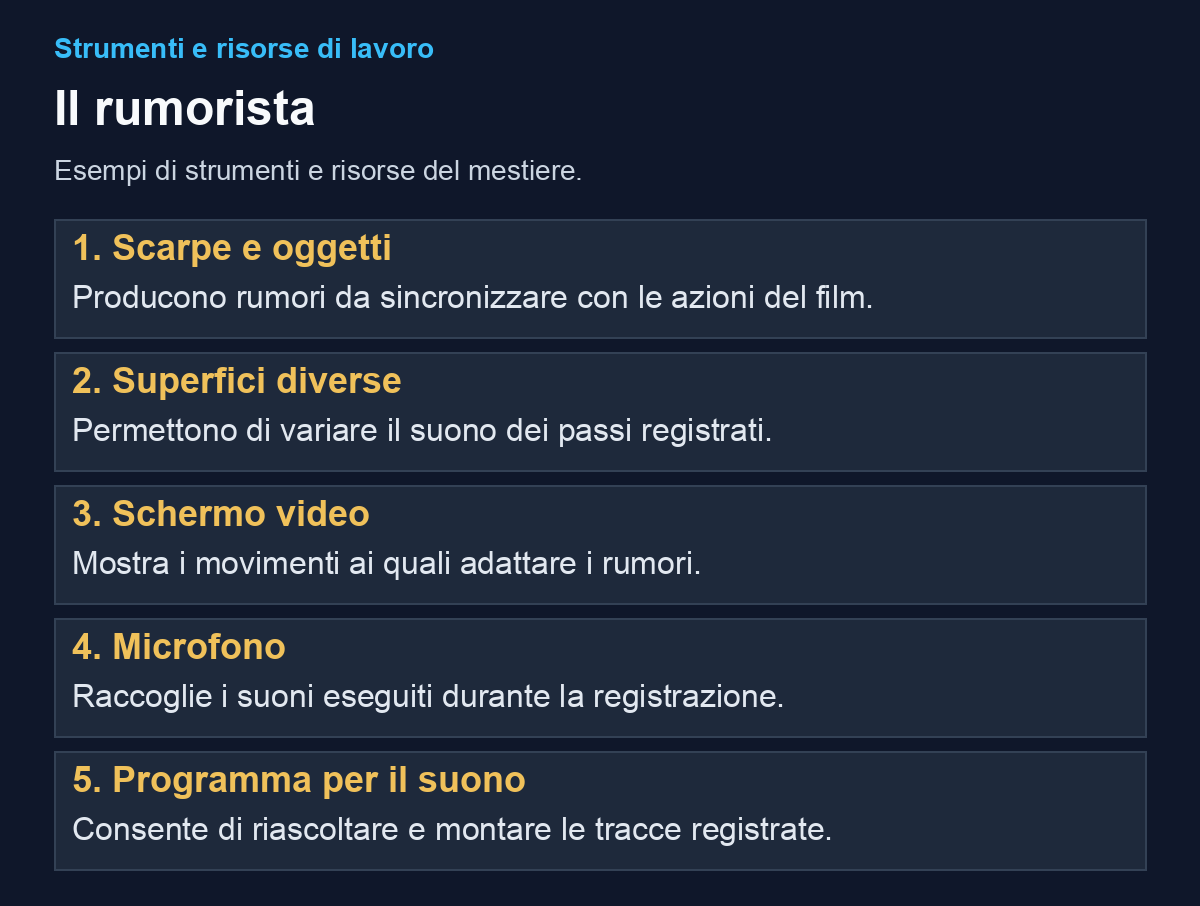 Strumenti e risorse di lavoro
Il rumorista
Esempi di strumenti e risorse del mestiere.
1. Scarpe e oggetti
Producono rumori da sincronizzare con le azioni del film.
2. Superfici diverse
Permettono di variare il suono dei passi registrati.
3. Schermo video
Mostra i movimenti ai quali adattare i rumori.
4. Microfono
Raccoglie i suoni eseguiti durante la registrazione.
5. Programma per il suono
Consente di riascoltare e montare le tracce registrate.